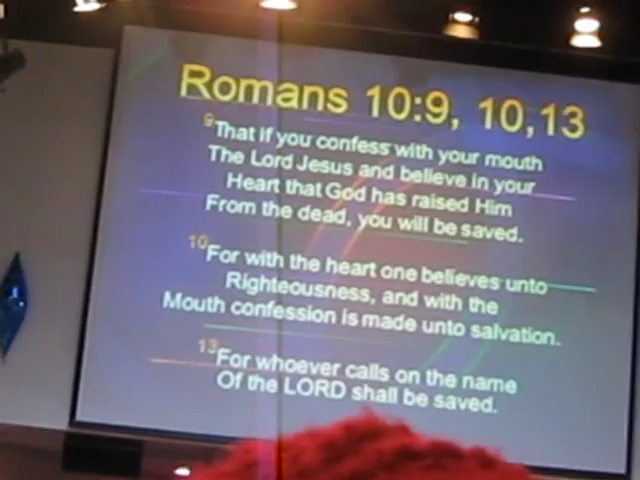 Romans 10:9, 10,13
9That if you confess with your mouth
The Lord Jesus and believe in your
Heart that God has raised Him
From the dead, you will be saved.
10For with the heart one believes unto
Righteousness, and with the
Mouth confession is made unto salvation.
13For whoever calls on the name
Of the LORD shall be saved.